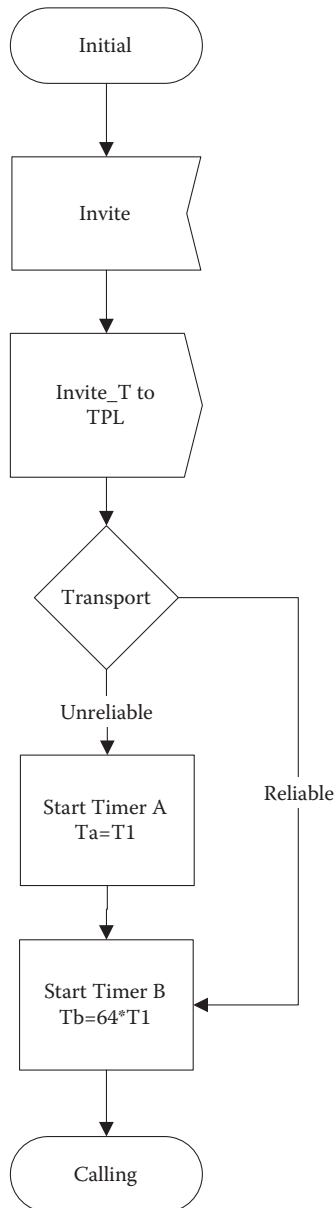 Initial
Invite
Invite_T to
TPL
Transport
Unreliable
Reliable
Start Timer A
Ta=T1
Start Timer B
Tb=64*T1
Calling